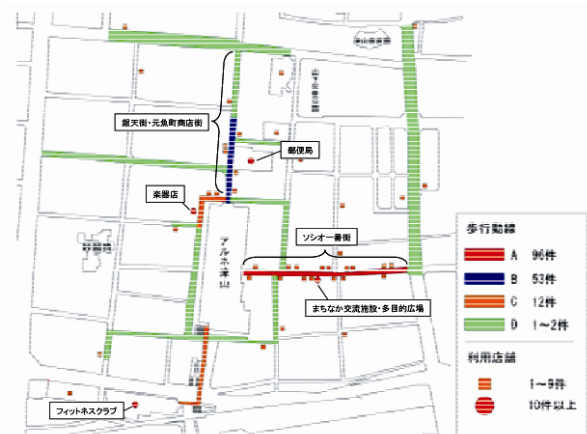 銀天街・元魚町商店街
郵便局
楽器店
アルネ津山
ソシオ一番街
まちなか交流施設・多目的広場
フィットネスクラブ
歩行動線
A 96件
B 53件
C 12件
D 1～2件
利用店舗
1～9件
10件以上